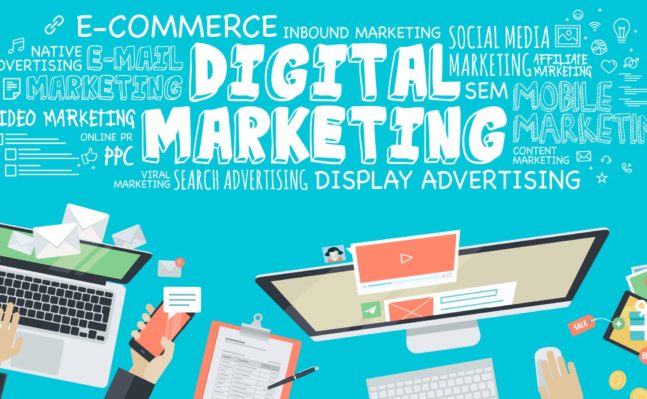 E-COMMERCE
INBOUND MARKETING
SOCIAL MEDIA
MARKETING
NATIVE
DVERTISING
E-MAIL
MARKETING
DIGITAL
MARKETING
AFFILIATE
MARKETING
SEM
MOBILE
MARKETIN
IDEO MARKETING
ONLINE PR
PPC
CONTENT
MARKETING
VIRAL
MARKETING
SEARCH ADVERTISING
DISPLAY ADVERTISING
SALE